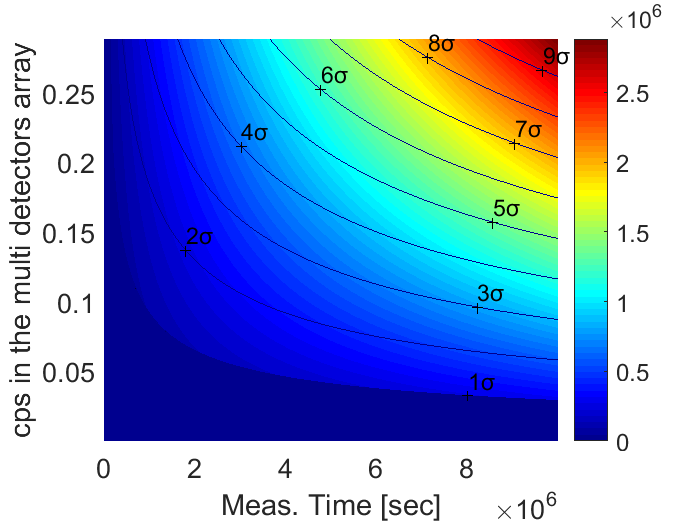 ×10⁶
8σ
9σ
2.5
6σ
0.25
7σ
4σ
2
0.2
5σ
1.5
2σ
0.15
3σ
1
0.1
1σ
0.5
0.05
0
cps in the multi detectors array
0 2 4 6 8
Meas. Time [sec]
×10⁶